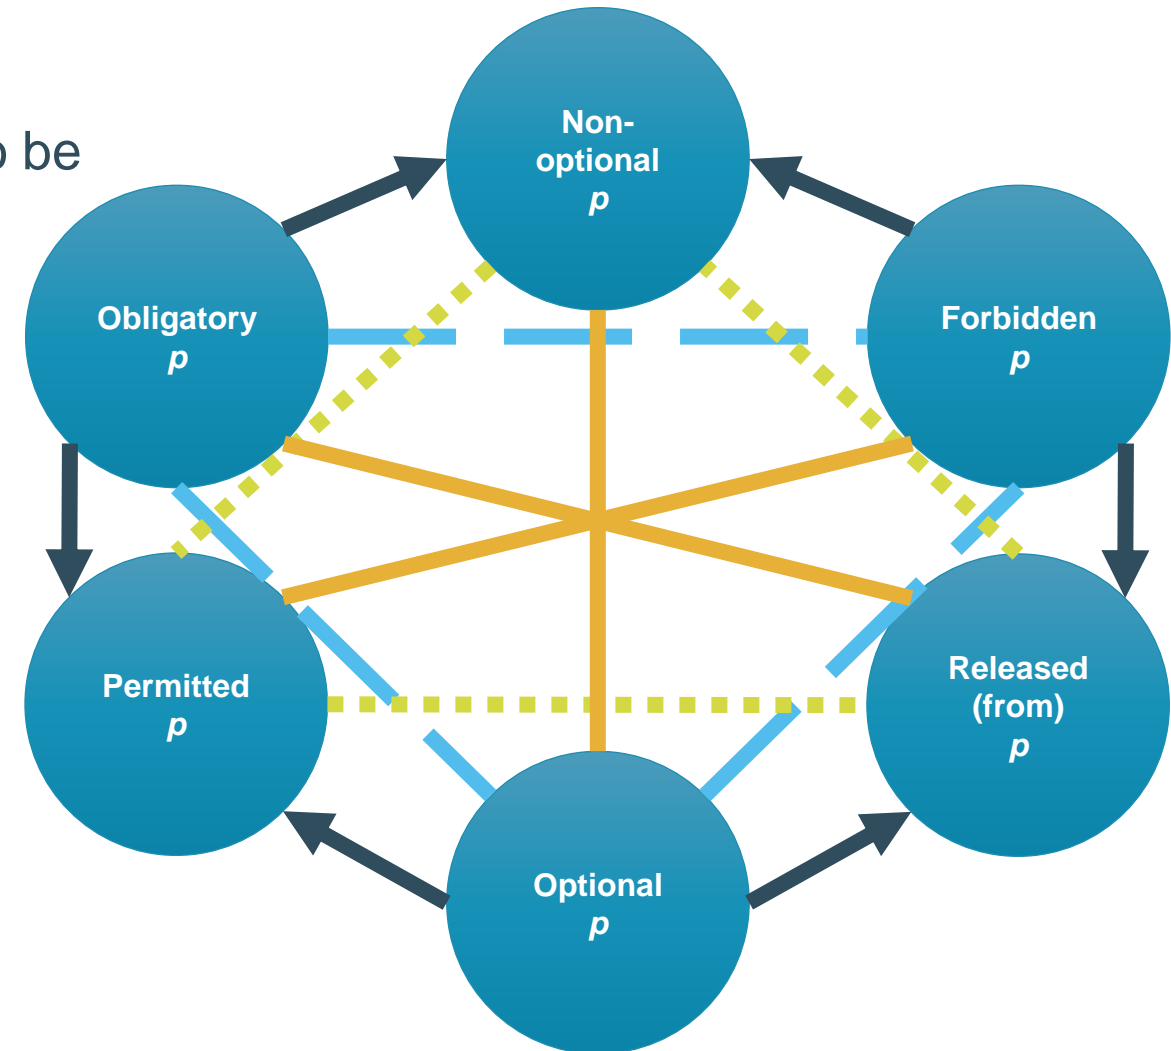 Non-
optional
p
o be
Obligatory
p
Forbidden
p
Permitted
p
Released
(from)
p
Optional
p